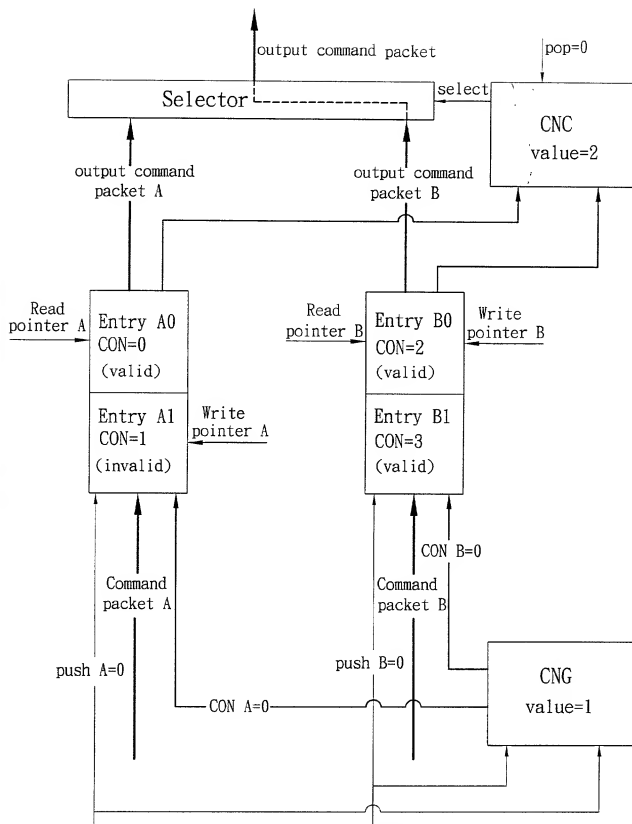 output command packet
pop=0
Selector
select
CNC
value=2
output command
packet A
output command
packet B
Read
pointer A
Entry A0
CON=0
(valid)
Read
pointer B
Entry B0
CON=2
(valid)
Write
pointer B
Entry A1
CON=1
(invalid)
Write
pointer A
Entry B1
CON=3
(valid)
CON B=0
Command
packet A
Command
packet B
push A=0
push B=0
CON A=0
CNG
value=1